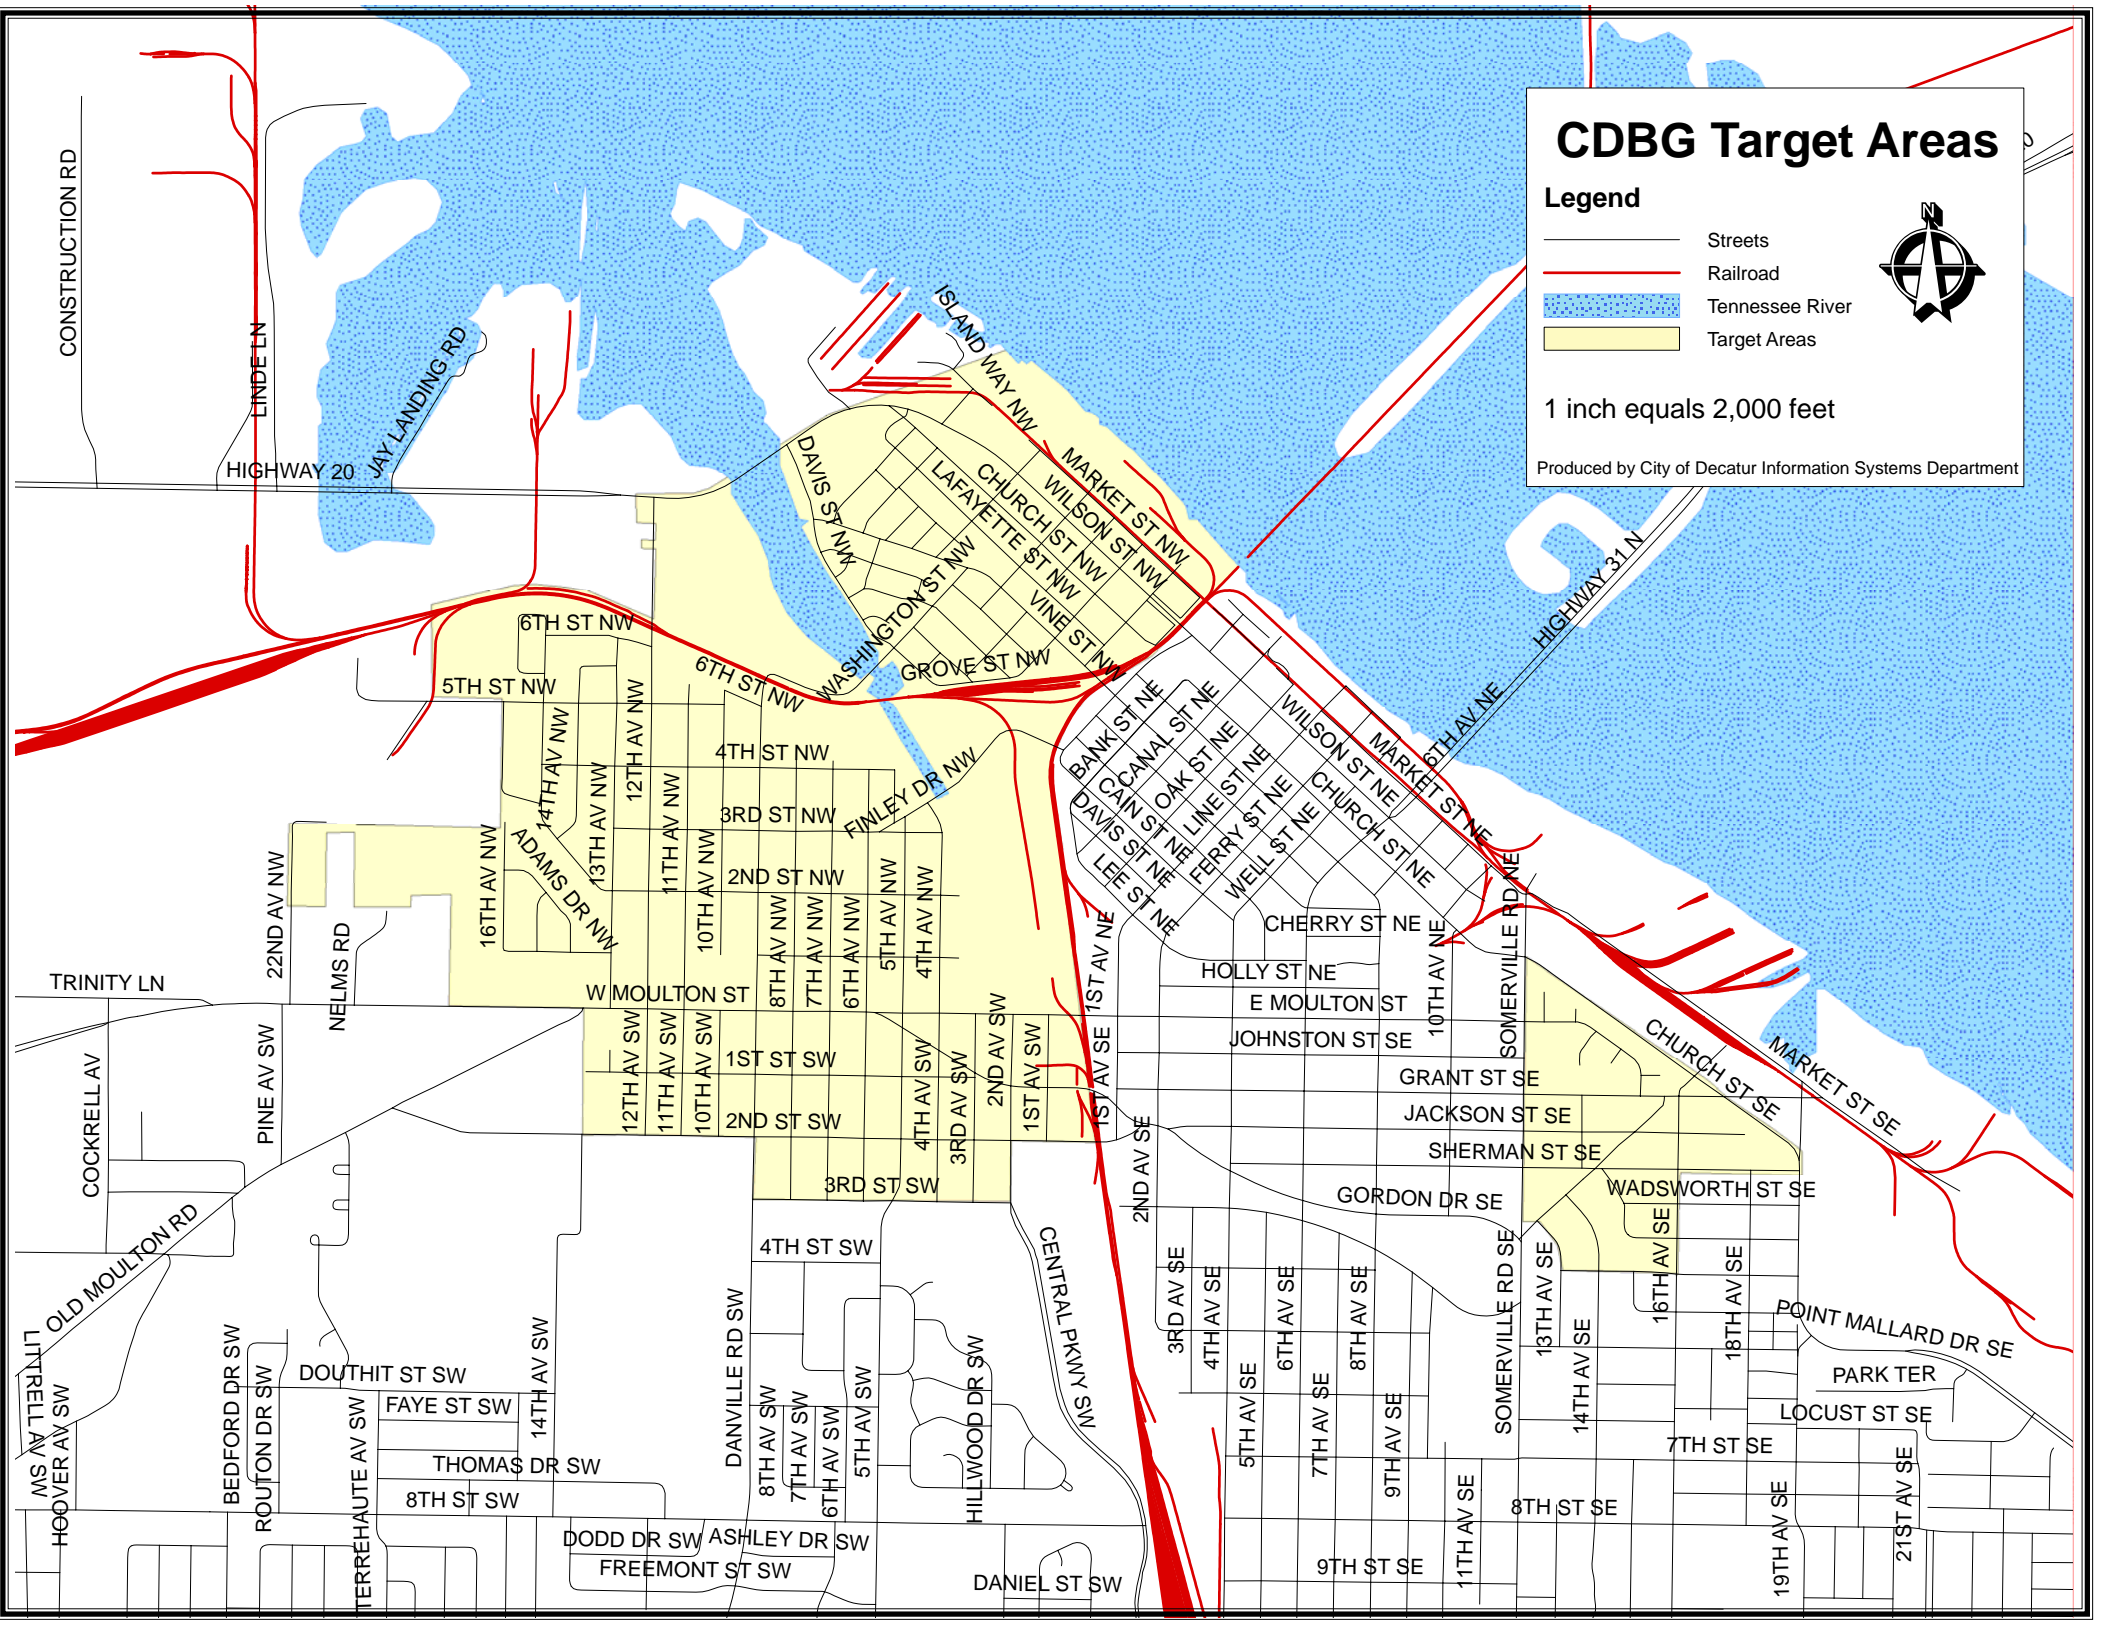 CDBG Target Areas
Legend
N
Streets
Railroad
Tennessee River
Target Areas
1 inch equals 2,000 feet
Produced by City of Decatur Information Systems Department
CONSTRUCTION RD
LINDE LN
JAY LANDING RD
HIGHWAY 20
ISLAND WAY NW
DAVIS ST NW
LAFAYETTE ST NW
CHURCH ST NW
WILSON ST NW
MARKET ST NW
WASHINGTON ST NW
VINE ST NW
GROVE ST NW
HIGHWAY 31 N
6TH AV NE
6TH ST NW
6TH ST NW
5TH ST NW
4TH ST NW
3RD ST NW
2ND ST NW
FINLEY DR NW
14TH AV NW
13TH AV NW
12TH AV NW
11TH AV NW
10TH AV NW
16TH AV NW
ADAMS DR NW
8TH AV NW
7TH AV NW
6TH AV NW
5TH AV NW
4TH AV NW
22ND AV NW
NELMS RD
TRINITY LN
W MOULTON ST
BANK ST NE
CANAL ST NE
OAK ST NE
LINE ST NE
FERRY ST NE
WELL ST NE
CAIN ST NE
DAVIS ST NE
LEE ST NE
WILSON ST NE
MARKET ST NE
CHURCH ST NE
CHERRY ST NE
HOLLY ST NE
E MOULTON ST
JOHNSTON ST SE
GRANT ST SE
JACKSON ST SE
SHERMAN ST SE
WADSWORTH ST SE
GORDON DR SE
1ST AV NE
10TH AV NE
SOMERVILLE RD NE
CHURCH ST SE
MARKET ST SE
COCKRELL AV
PINE AV SW
12TH AV SW
11TH AV SW
10TH AV SW
1ST ST SW
2ND ST SW
3RD ST SW
4TH AV SW
3RD AV SW
2ND AV SW
1ST AV SW
1ST AV SE
2ND AV SE
OLD MOULTON RD
4TH ST SW
CENTRAL PKWY SW
3RD AV SE
4TH AV SE
5TH AV SE
6TH AV SE
7TH AV SE
8TH AV SE
9TH AV SE
11TH AV SE
SOMERVILLE RD SE
13TH AV SE
14TH AV SE
16TH AV SE
18TH AV SE
POINT MALLARD DR SE
PARK TER
LOCUST ST SE
7TH ST SE
8TH ST SE
9TH ST SE
19TH AV SE
21ST AV SE
LITTRELL AV SW
HOOVER AV SW
BEDFORD DR SW
ROUTON DR SW
TERREHAUTE AV SW
DOUTHIT ST SW
FAYE ST SW
THOMAS DR SW
8TH ST SW
14TH AV SW
DANVILLE RD SW
8TH AV SW
7TH AV SW
6TH AV SW
5TH AV SW
HILLWOOD DR SW
DODD DR SW
ASHLEY DR SW
FREEMONT ST SW
DANIEL ST SW